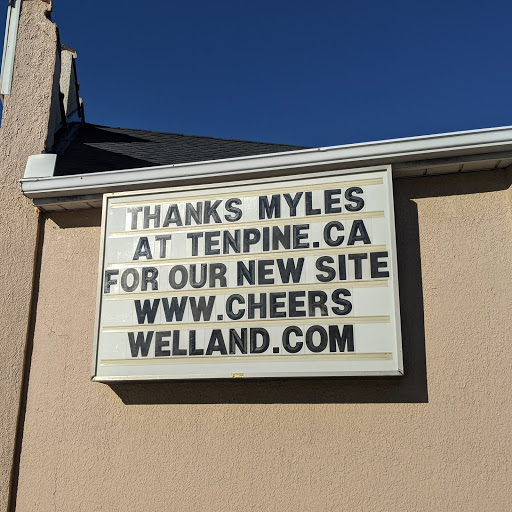 THANKS MYLES
AT TENPINE.CA
FOR OUR NEW SITE
WWW.CHEERS
WELLAND.COM